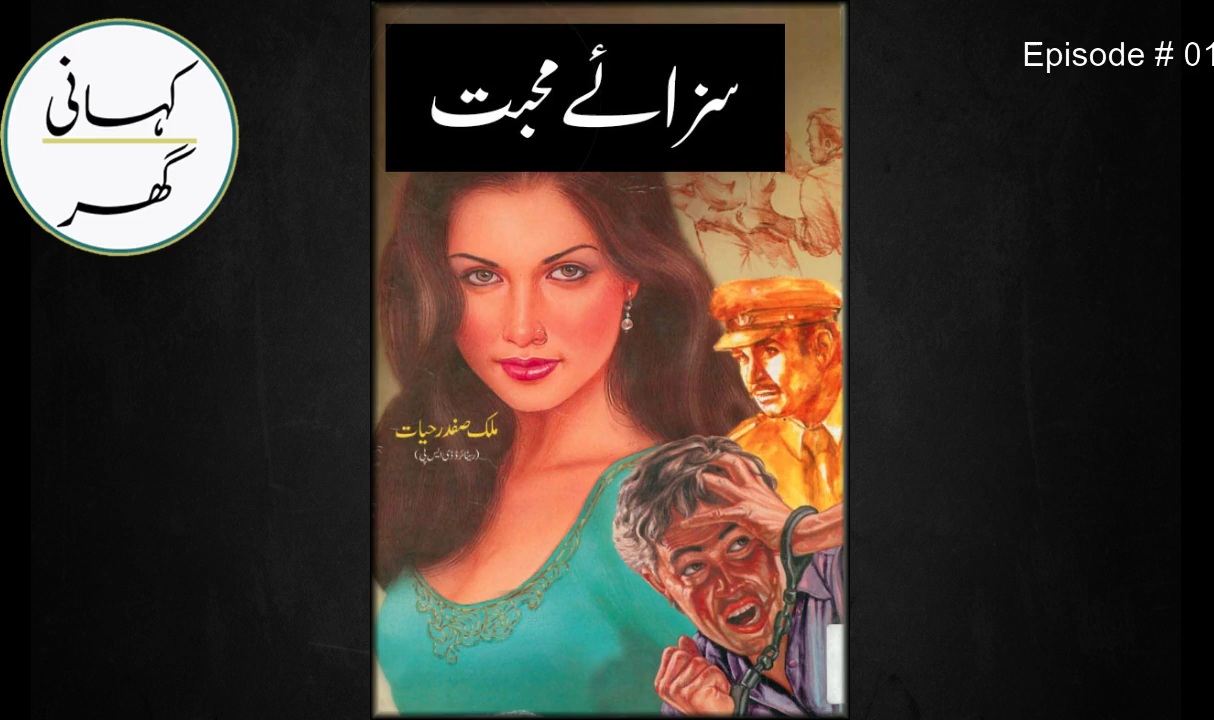 کہانی
گھر
سزائے محبت
Episode # 01
ملک صفدر حیات
(ریٹائرڈ ڈی ایس پی)